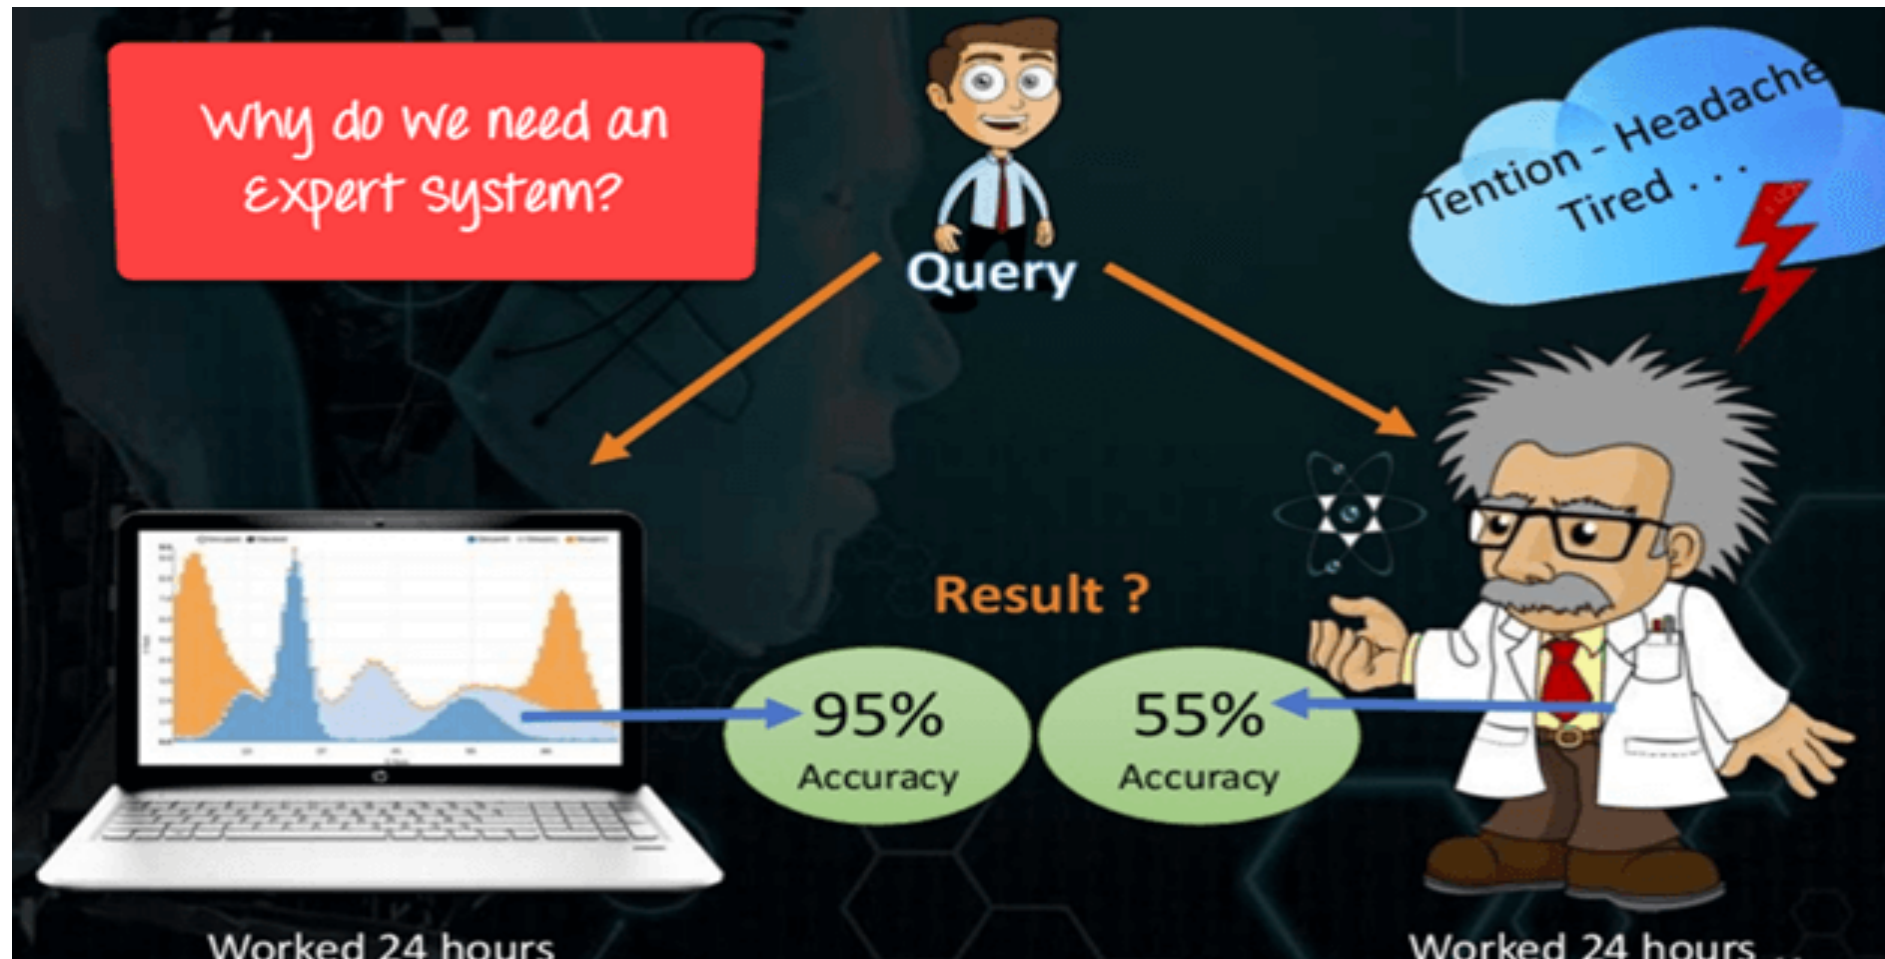 Why do we need an
Expert System?
Query
Tention - Headache
Tired . . .
Result ?
95%
Accuracy
55%
Accuracy
Worked 24 hours
Worked 24 hours . .